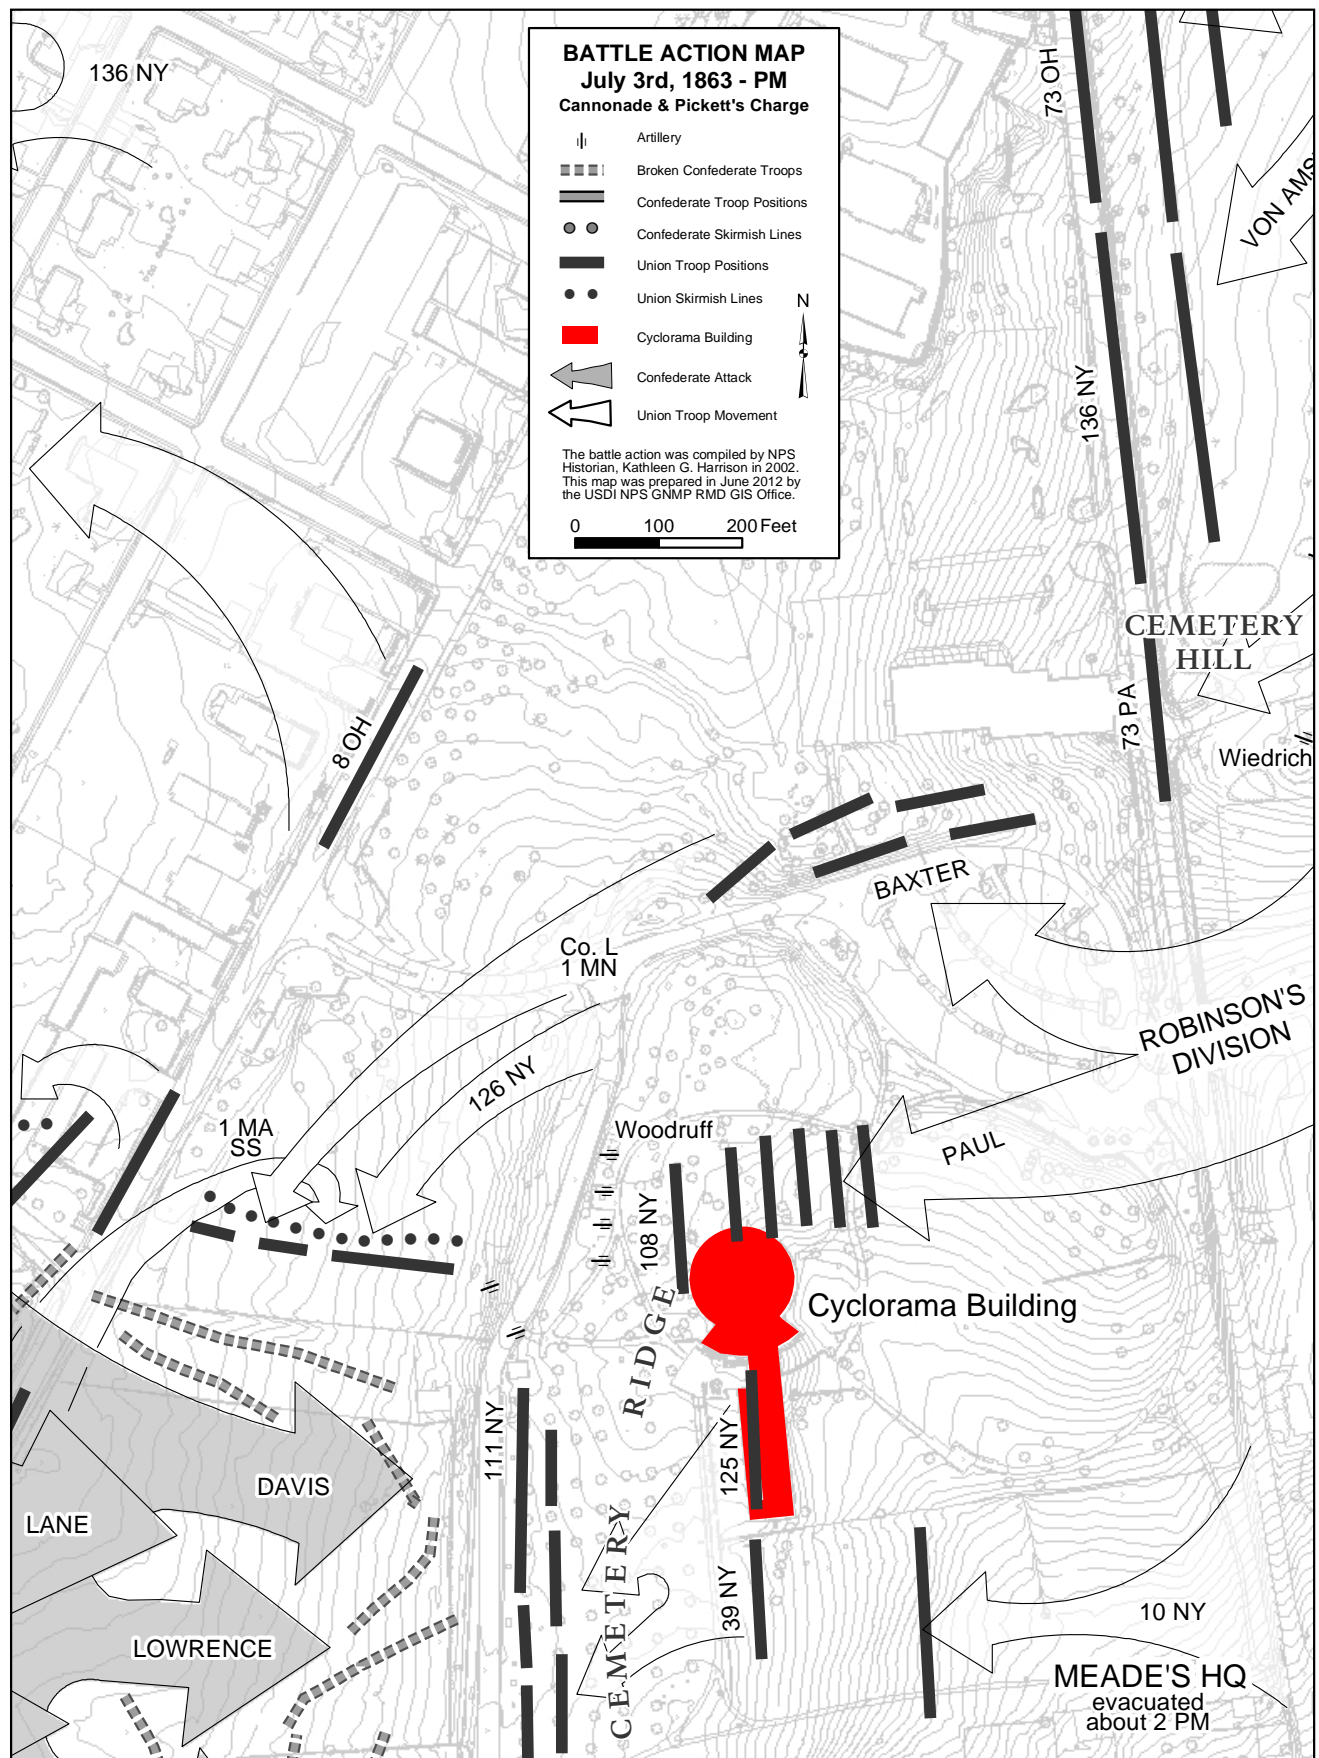 BATTLE ACTION MAP
July 3rd, 1863 - PM
Cannonade & Pickett's Charge
Artillery
Broken Confederate Troops
Confederate Troop Positions
Confederate Skirmish Lines
Union Troop Positions
Union Skirmish Lines
N
Cyclorama Building
Confederate Attack
Union Troop Movement
The battle action was compiled by NPS
Historian, Kathleen G. Harrison in 2002.
This map was prepared in June 2012 by
the USDI NPS GNMP RMD GIS Office.
0 100 200 Feet
136 NY
73 OH
VON AMS
136 NY
CEMETERY
HILL
73 PA
Wiedrich
8 OH
BAXTER
Co. L
1 MN
ROBINSON'S
DIVISION
126 NY
1 MA
SS
Woodruff
PAUL
108 NY
Cyclorama Building
CEMETERY RIDGE
111 NY
125 NY
DAVIS
LANE
39 NY
10 NY
LOWRENCE
MEADE'S HQ
evacuated
about 2 PM